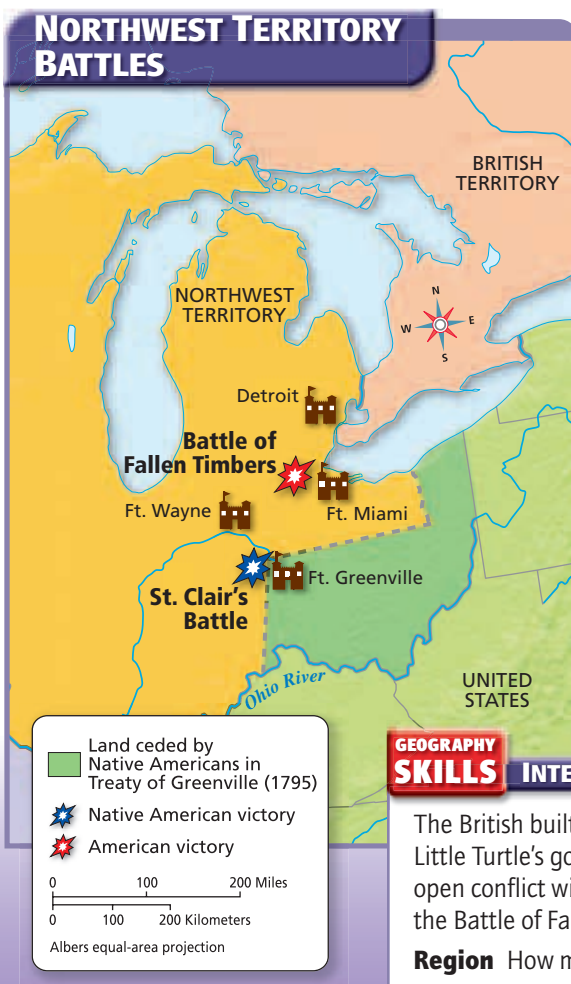 NORTHWEST TERRITORY
BATTLES
BRITISH
TERRITORY
NORTHWEST
TERRITORY
N
W
E
S
Detroit
Battle of
Fallen Timbers
Ft. Wayne
Ft. Miami
Ft. Greenville
St. Clair's
Battle
Ohio River
UNITED
STATES
Land ceded by
Native Americans in
Treaty of Greenville (1795)
Native American victory
American victory
0 100 200 Miles
0 100 200 Kilometers
Albers equal-area projection
GEOGRAPHY
SKILLS
The British built
Little Turtle's
open conflict
the Battle of
Region How